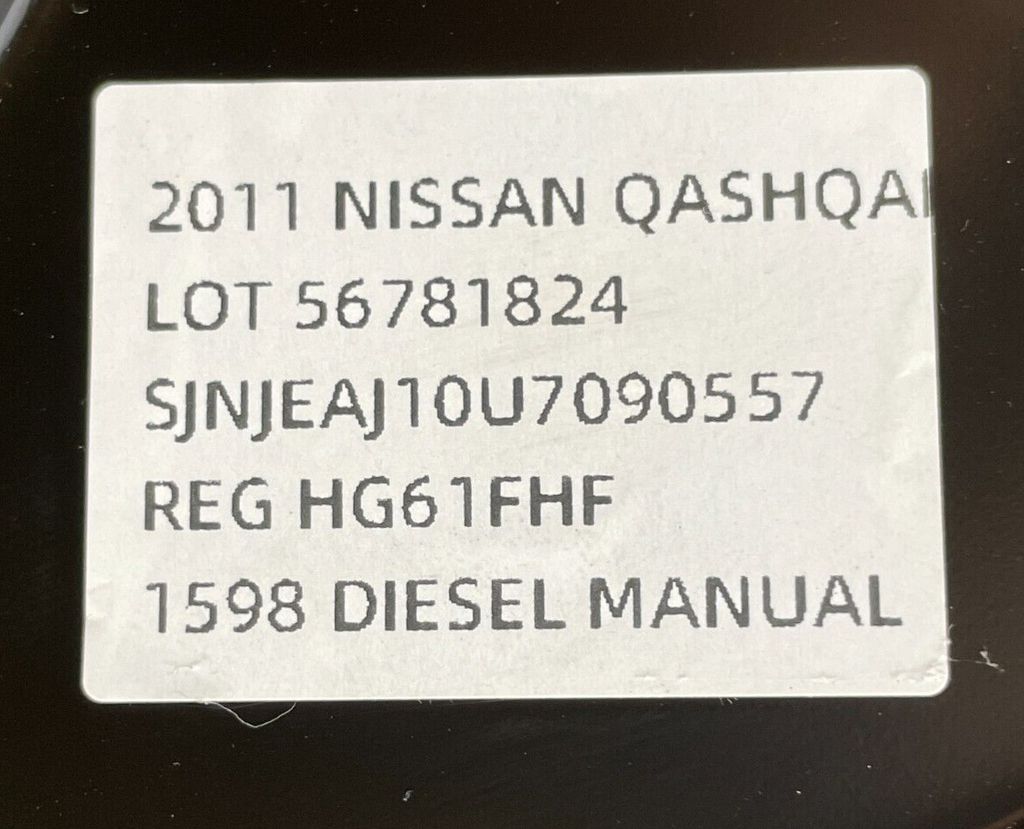 2011 NISSAN QASHQAI
LOT 56781824
SJNJEAJ10U7090557
REG HG61FHF
1598 DIESEL MANUAL